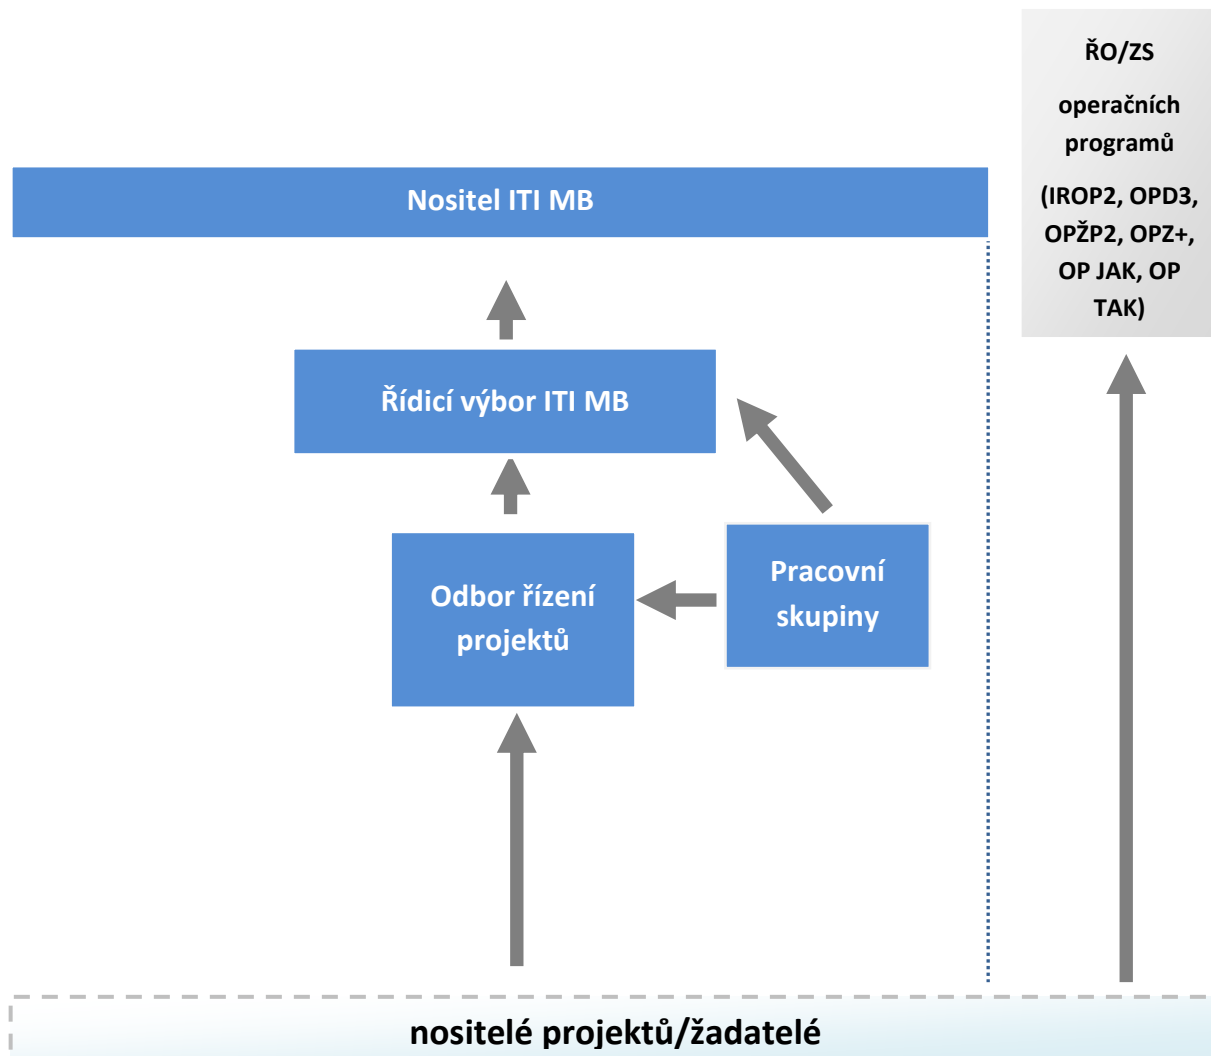 ŘO/ZS
operačních
programů
(IROP2, OPD3,
OPŽP2, OPZ+,
OP JAK, OP
TAK)
Nositel ITI MB
Řídicí výbor ITI MB
Odbor řízení
projektů
Pracovní
skupiny
nositelé projektů/žadatelé